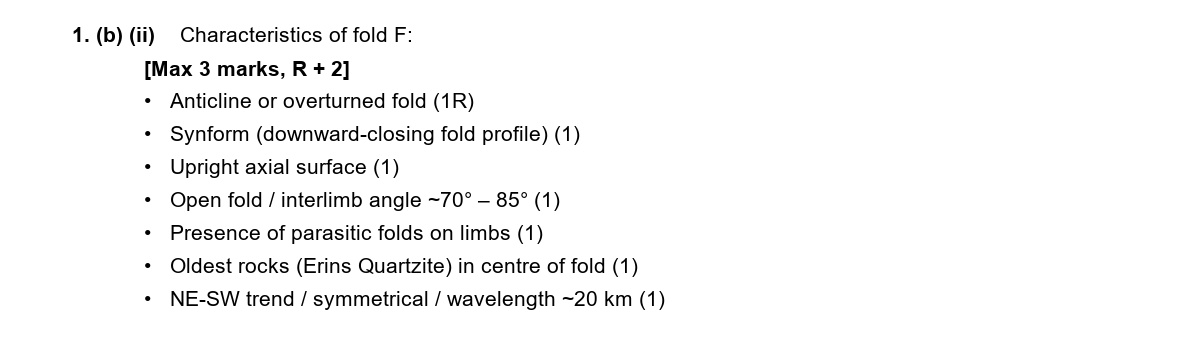 1. (b) (ii) Characteristics of fold F:
[Max 3 marks, R + 2]
• Anticline or overturned fold (1R)
• Synform (downward-closing fold profile) (1)
• Upright axial surface (1)
• Open fold / interlimb angle ~70° – 85° (1)
• Presence of parasitic folds on limbs (1)
• Oldest rocks (Erins Quartzite) in centre of fold (1)
• NE-SW trend / symmetrical / wavelength ~20 km (1)